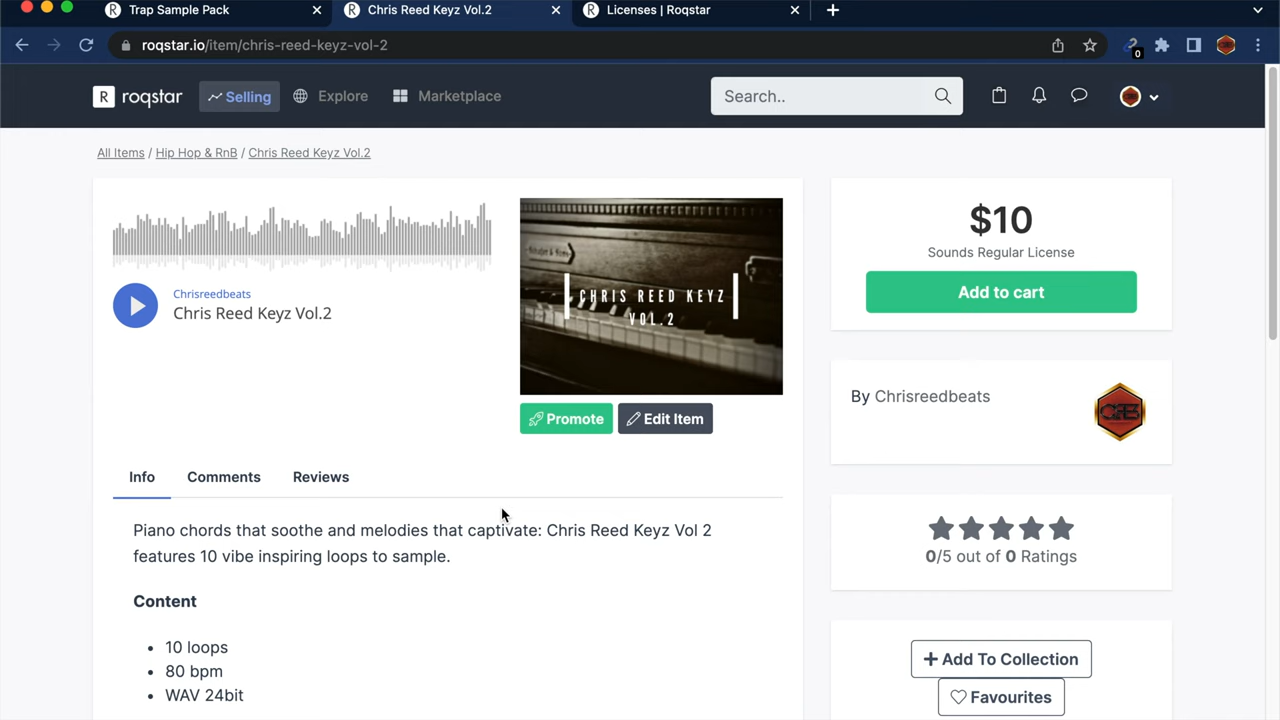 Trap Sample Pack
Chris Reed Keyz Vol.2
Licenses | Roqstar
roqstar.io/item/chris-reed-keyz-vol-2
0
R roqstar
Selling
Explore
Marketplace
Search..
All Items / Hip Hop & RnB / Chris Reed Keyz Vol.2
Chrisreedbeats
Chris Reed Keyz Vol.2
CHRIS REED KEYZ
VOL.2
Promote
Edit Item
$10
Sounds Regular License
Add to cart
By Chrisreedbeats
CRB
Info
Comments
Reviews
Piano chords that soothe and melodies that captivate: Chris Reed Keyz Vol 2
features 10 vibe inspiring loops to sample.
Content
• 10 loops
• 80 bpm
• WAV 24bit
0/5 out of 0 Ratings
+ Add To Collection
Favourites